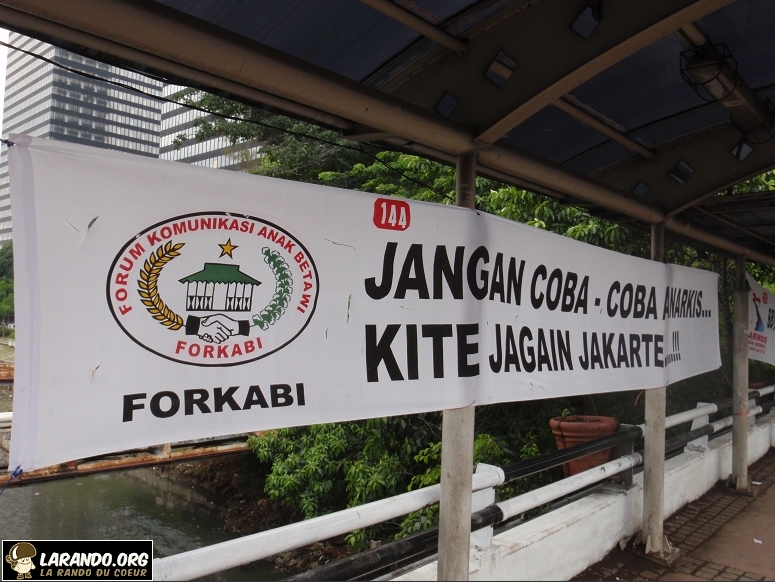 144
FORUM KOMUNIKASI ANAK BETAWI
FORKABI
FORKABI
JANGAN COBA - COBA ANARKIS...
KITE JAGAIN JAKARTE.....!!!
LARANDO.ORG
LA RANDO DU COEUR